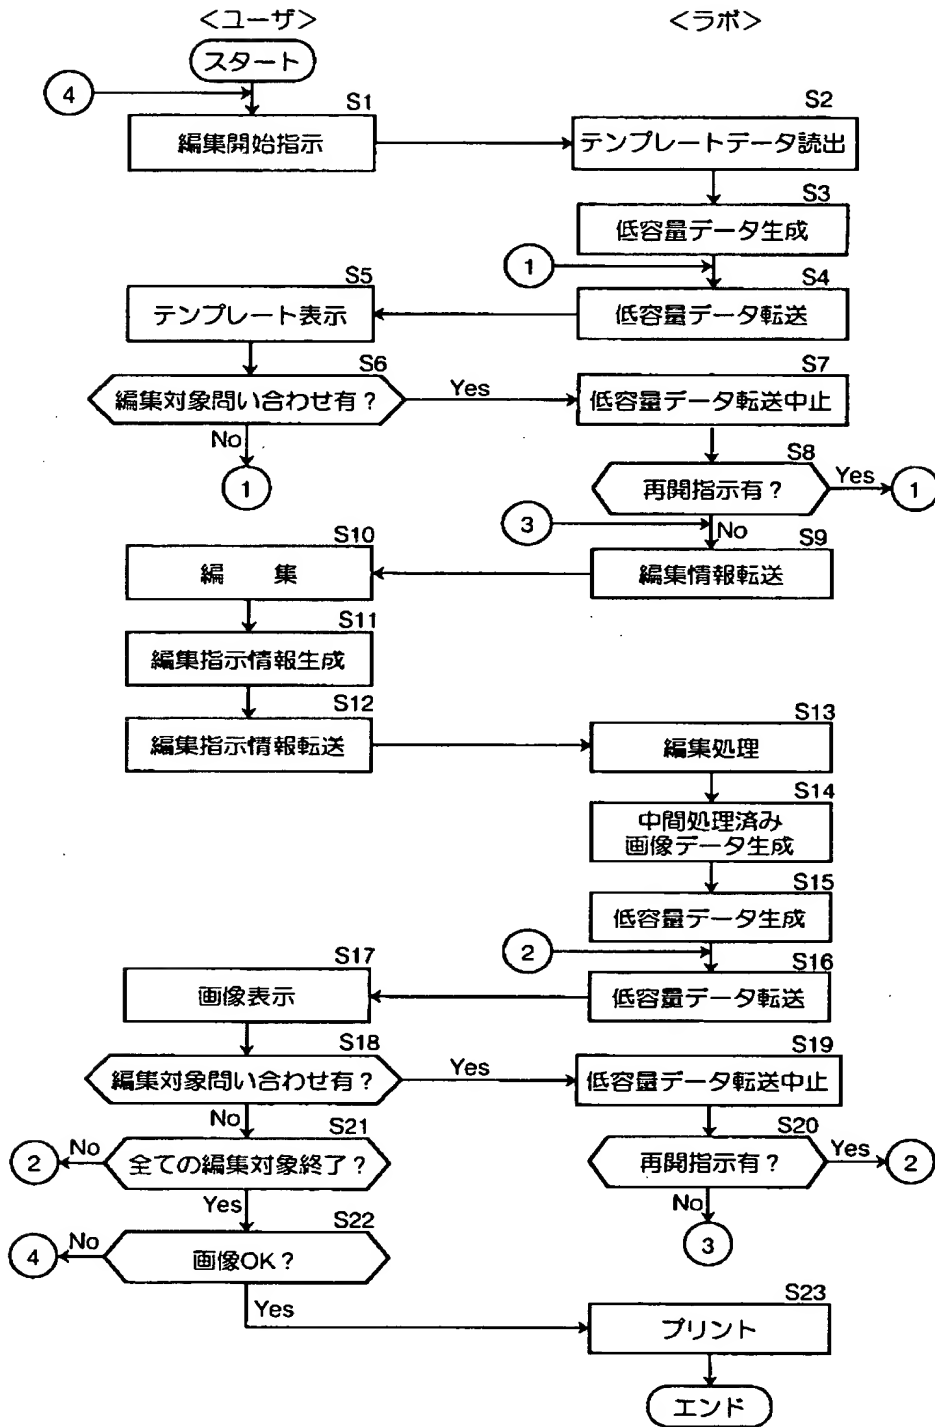 ＜ユーザ＞
＜ラボ＞
スタート
4
S1
編集開始指示
S2
テンプレートデータ読出
S3
低容量データ生成
1
S4
低容量データ転送
S5
テンプレート表示
S6
編集対象問い合わせ有？
Yes
No
1
S7
低容量データ転送中止
S8
再開指示有？
Yes
1
No
3
S9
編集情報転送
S10
編　集
S11
編集指示情報生成
S12
編集指示情報転送
S13
編集処理
S14
中間処理済み
画像データ生成
S15
低容量データ生成
2
S16
低容量データ転送
S17
画像表示
S18
編集対象問い合わせ有？
Yes
No
S19
低容量データ転送中止
S20
再開指示有？
Yes
2
No
3
S21
全ての編集対象終了？
No
2
Yes
S22
画像OK？
No
4
Yes
S23
プリント
エンド